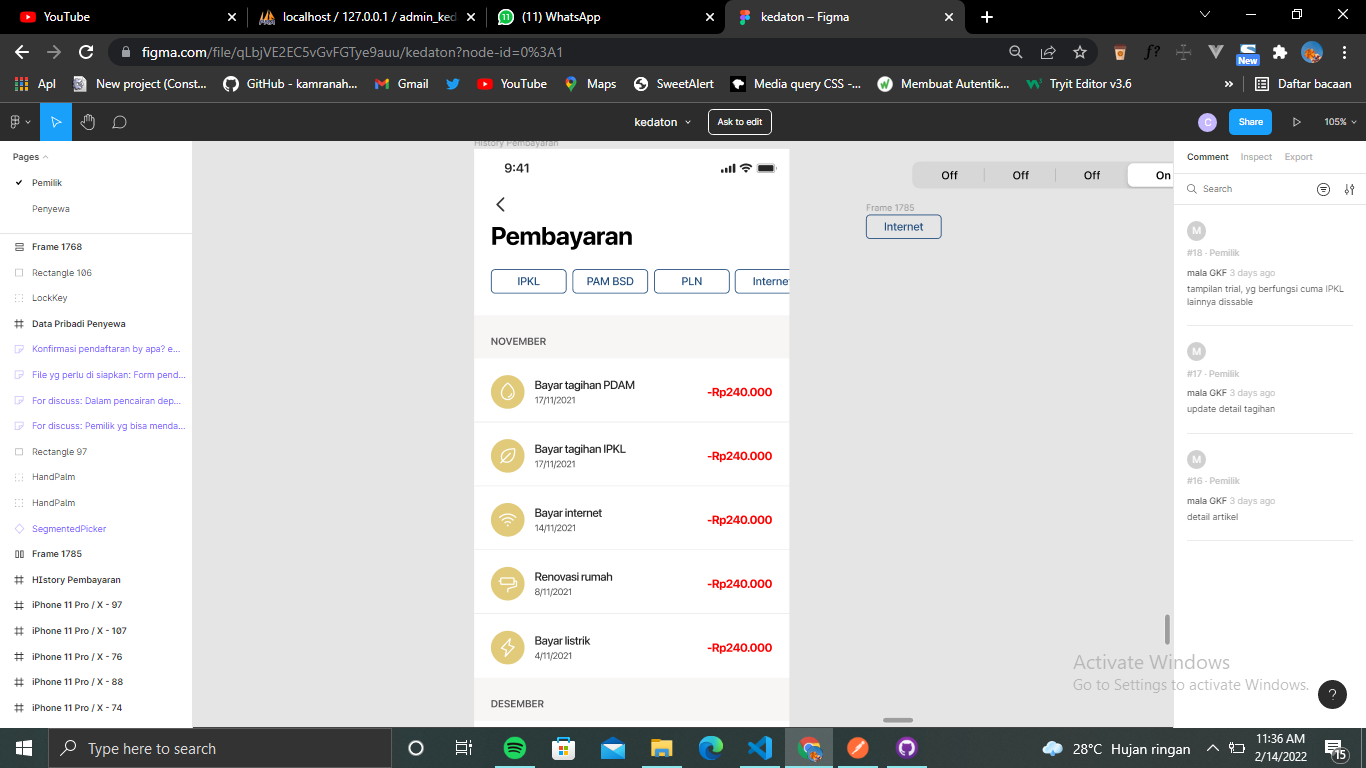 YouTube
localhost / 127.0.0.1 / admin_ked
(11) WhatsApp
kedaton – Figma
figma.com/file/qLbjVE2EC5vGvFGTye9auu/kedaton?node-id=0%3A1
New
Apl
New project (Const...
GitHub - kamranah...
Gmail
YouTube
Maps
SweetAlert
Media query CSS -...
Membuat Autentik...
Tryit Editor v3.6
»
Daftar bacaan
kedaton
Ask to edit
C
Share
105%
Pages
Pemilik
Penyewa
Frame 1768
Rectangle 106
LockKey
Data Pribadi Penyewa
Konfirmasi pendaftaran by apa? e...
File yg perlu di siapkan: Form pend...
For discuss: Dalam pencairan dep...
For discuss: Pemilik yg bisa menda...
Rectangle 97
HandPalm
HandPalm
SegmentedPicker
Frame 1785
HIstory Pembayaran
iPhone 11 Pro / X - 97
iPhone 11 Pro / X - 107
iPhone 11 Pro / X - 76
iPhone 11 Pro / X - 88
iPhone 11 Pro / X - 74
HIstory Pembayaran
9:41
Pembayaran
IPKL
PAM BSD
PLN
Internet
NOVEMBER
Bayar tagihan PDAM
17/11/2021
-Rp240.000
Bayar tagihan IPKL
17/11/2021
-Rp240.000
Bayar internet
14/11/2021
-Rp240.000
Renovasi rumah
8/11/2021
-Rp240.000
Bayar listrik
4/11/2021
-Rp240.000
DESEMBER
Off
Off
Off
On
Frame 1785
Internet
Comment
Inspect
Export
Search
M
#18 · Pemilik
mala GKF 3 days ago
tampilan trial, yg berfungsi cuma IPKL
lainnya dissable
M
#17 · Pemilik
mala GKF 3 days ago
update detail tagihan
M
#16 · Pemilik
mala GKF 3 days ago
detail artikel
Activate Windows
Go to Settings to activate Windows.
?
Type here to search
28°C Hujan ringan
11:36 AM
2/14/2022
15